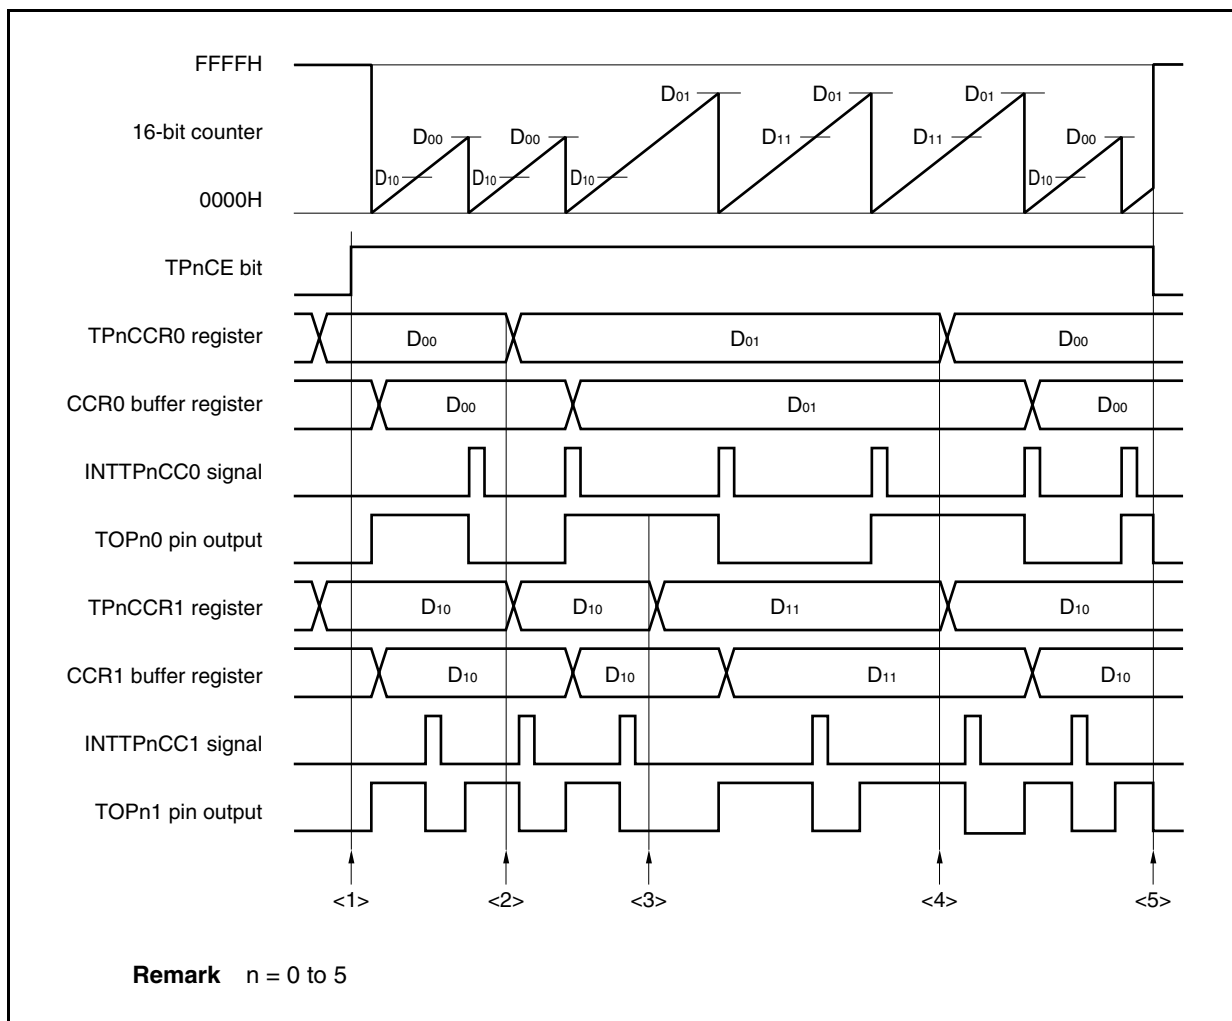 FFFFH
D01 D01 D01
16-bit counter D00 D00 D11 D11 D00
D10 D10 D10 D10
0000H
TPnCE bit
TPnCCR0 register D00 D01 D00
CCR0 buffer register D00 D01 D00
INTTPnCC0 signal
TOPn0 pin output
TPnCCR1 register D10 D10 D11 D10
CCR1 buffer register D10 D10 D11 D10
INTTPnCC1 signal
TOPn1 pin output
<1> <2> <3> <4> <5>
Remark n = 0 to 5